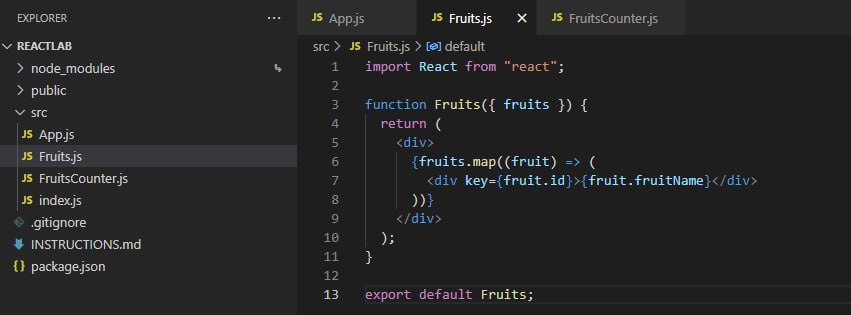 EXPLORER
REACTLAB
node_modules
public
src
JS App.js
JS Fruits.js
JS FruitsCounter.js
JS index.js
.gitignore
INSTRUCTIONS.md
{} package.json
JS App.js
JS Fruits.js
JS FruitsCounter.js
src > JS Fruits.js > default
1 import React from "react";
2
3 function Fruits({ fruits }) {
4 return (
5 <div>
6 {fruits.map((fruit) => (
7 <div key={fruit.id}>{fruit.fruitName}</div>
8 ))}
9 </div>
10 );
11 }
12
13 export default Fruits;